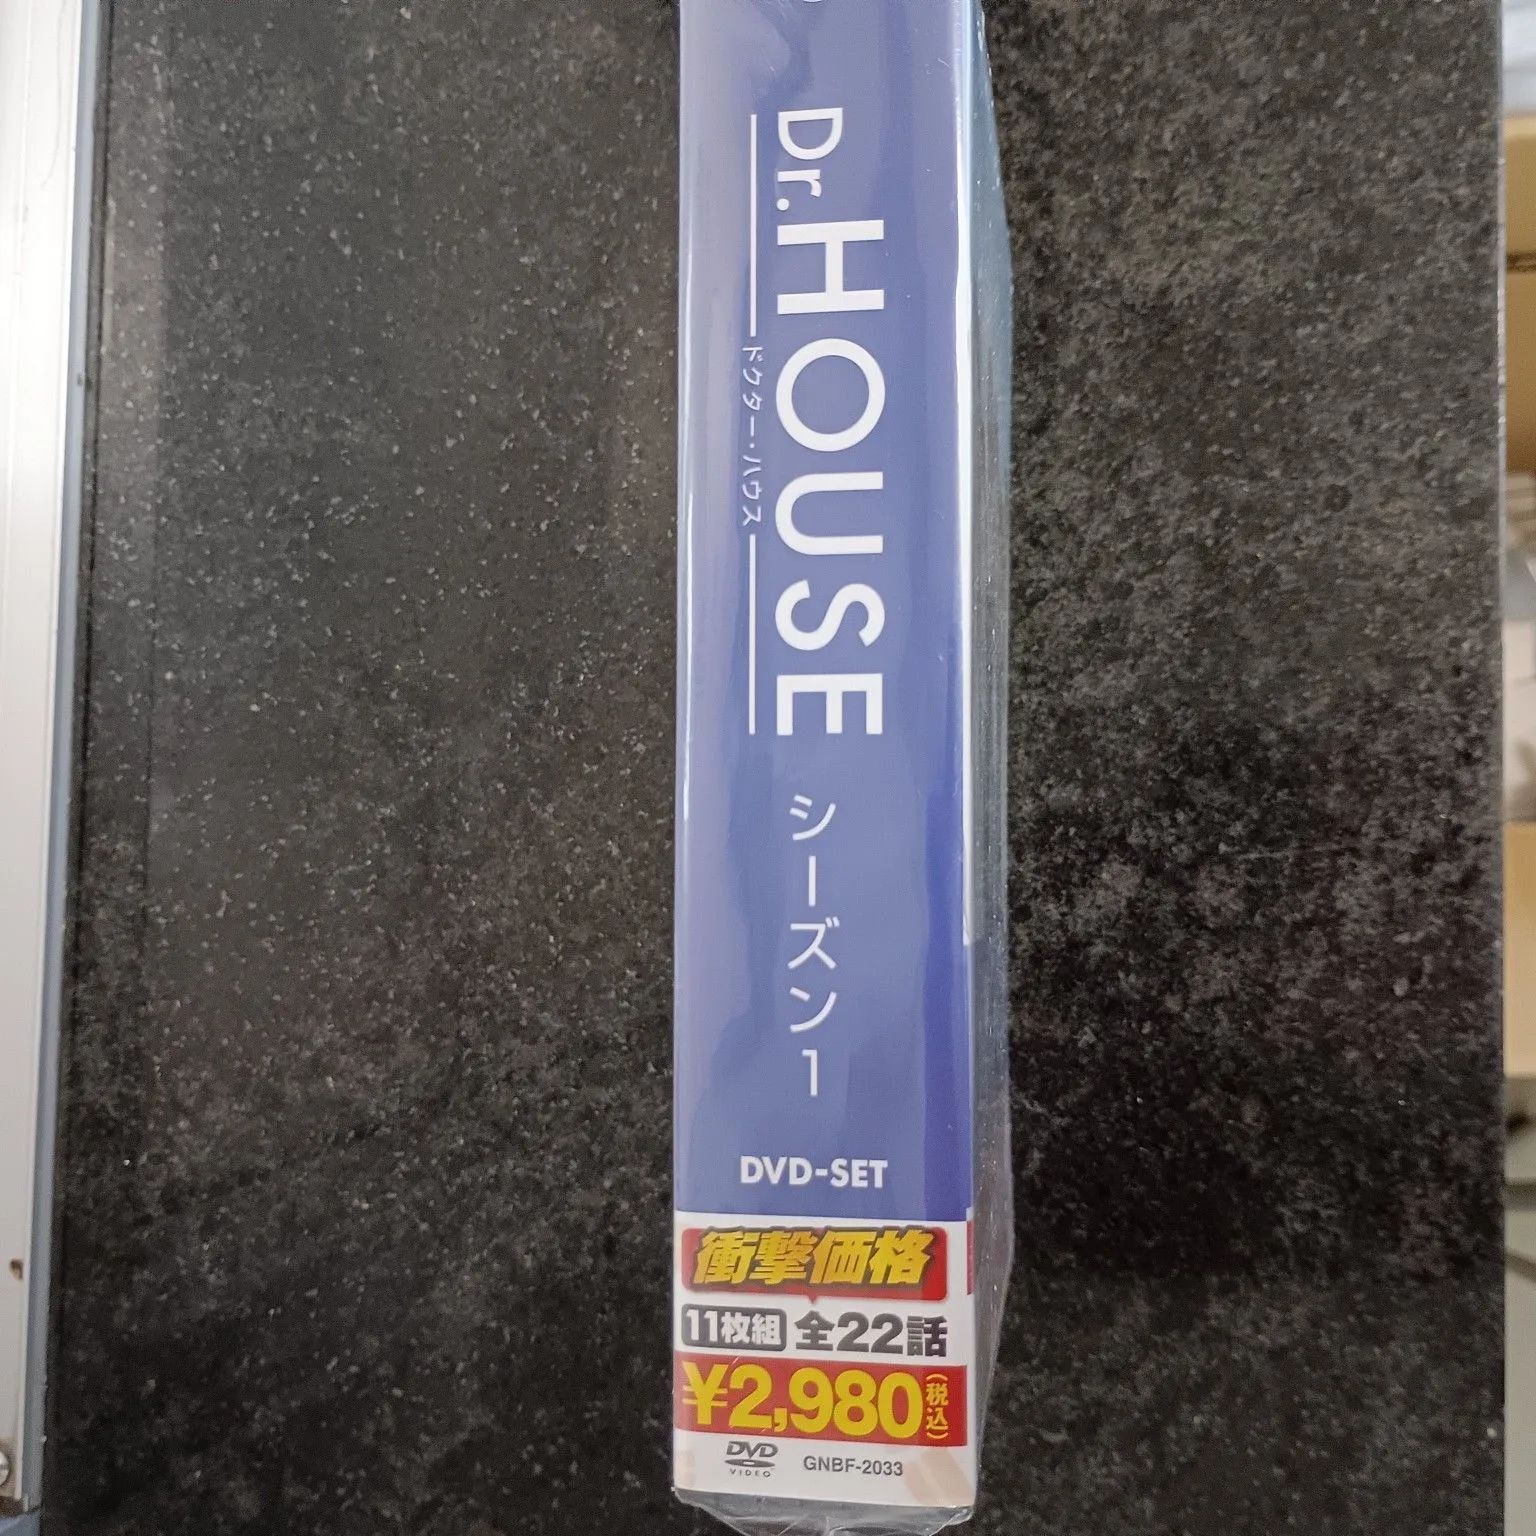 Dr.HOUSE
ドクター・ハウス
シーズン1
DVD-SET
衝撃価格
11枚組 全22話
¥2,980(税込)
DVD
VIDEO
GNBF-2033